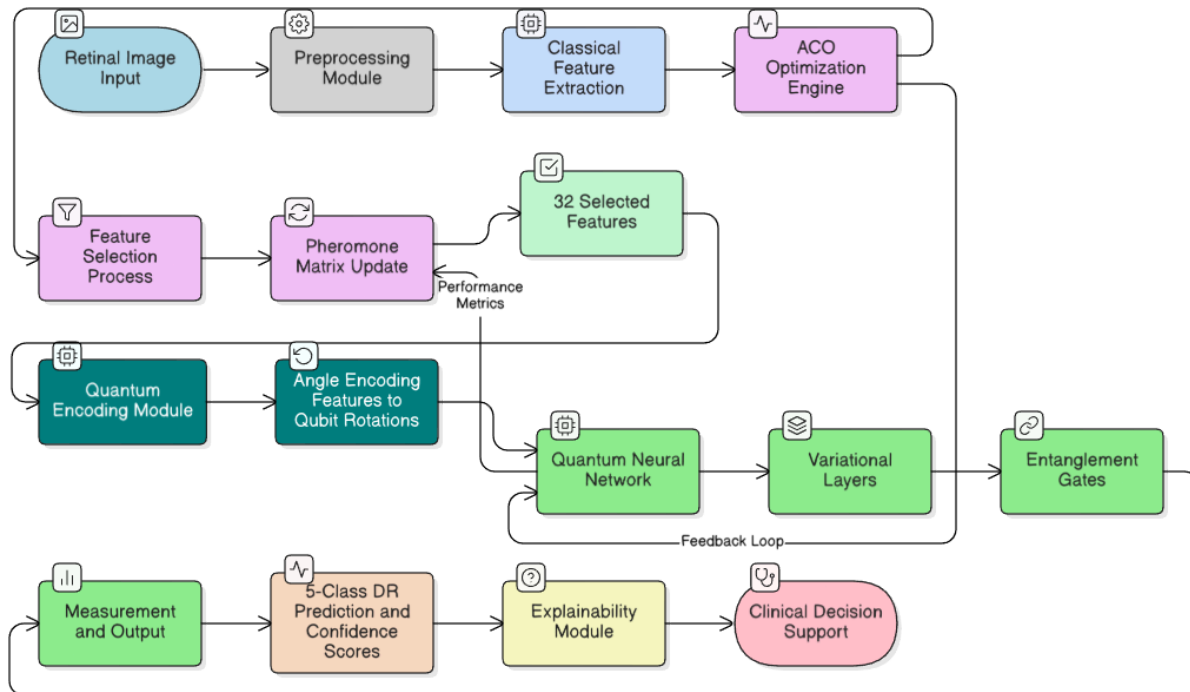 Retinal Image
Input
Preprocessing
Module
Classical
Feature
Extraction
ACO
Optimization
Engine
Feature
Selection
Process
Pheromone
Matrix Update
32 Selected
Features
Performance
Metrics
Quantum
Encoding Module
Angle Encoding
Features to
Qubit Rotations
Quantum Neural
Network
Variational
Layers
Entanglement
Gates
Feedback Loop
Measurement
and Output
5-Class DR
Prediction and
Confidence
Scores
Explainability
Module
Clinical Decision
Support